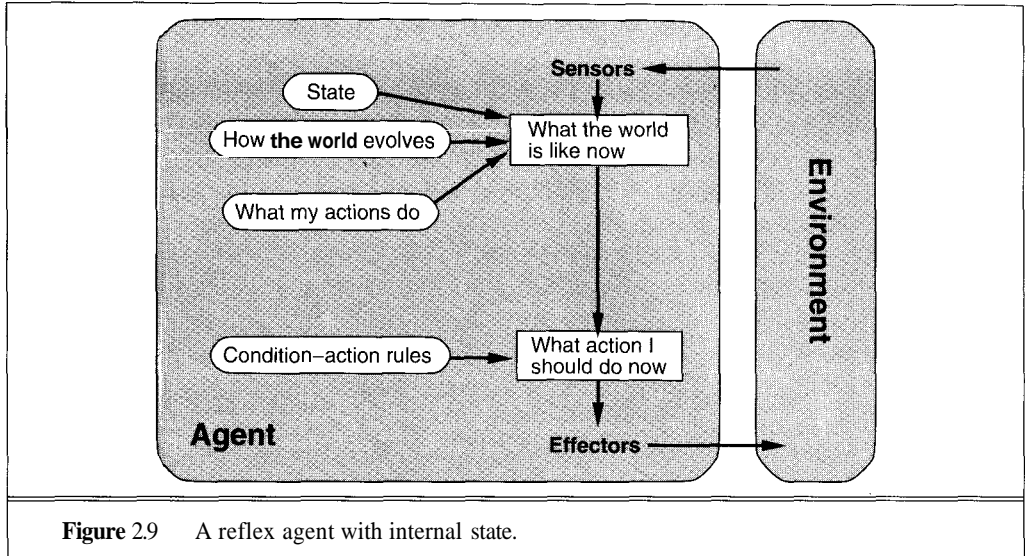 Sensors
State
What the world
is like now
How the world evolves
What my actions do
Environment
Condition–action rules
What action I
should do now
Agent
Effectors
Figure 2.9 A reflex agent with internal state.